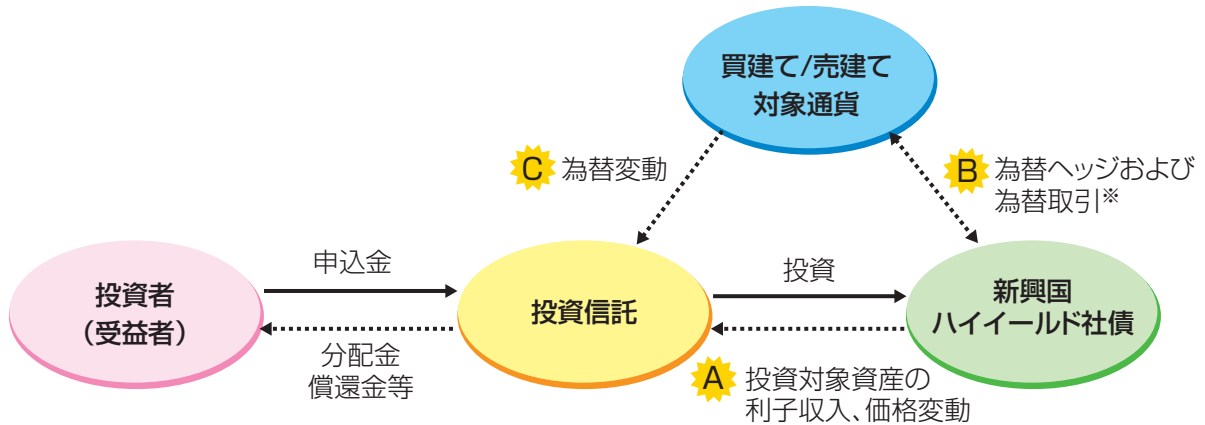 買建て/売建て
対象通貨
C 為替変動
B 為替ヘッジおよび
為替取引※
申込金
投資
投資者
(受益者)
投資信託
新興国
ハイイールド社債
分配金
償還金等
A 投資対象資産の
利子収入、価格変動